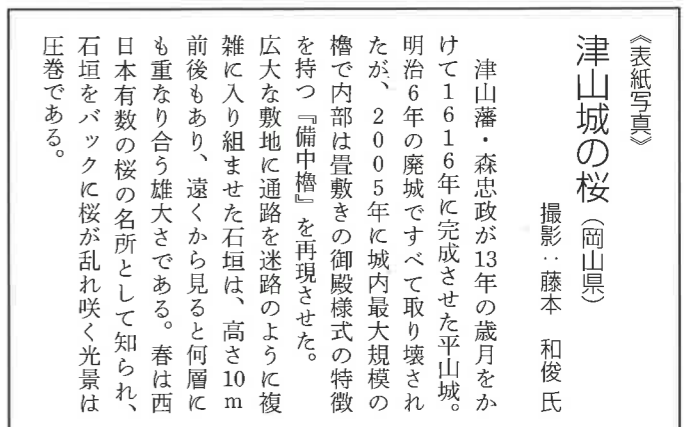 《表紙写真》
津山城の桜（岡山県）
撮影：藤本　和俊 氏
　津山藩・森忠政が13年の歳月をか
けて1616年に完成させた平山城。
明治6年の廃城ですべて取り壊され
たが、2005年に城内最大規模の
櫓で内部は畳敷きの御殿様式の特徴
を持つ『備中櫓』を再現させた。
広大な敷地に通路を迷路のように複
雑に入り組ませた石垣は、高さ10m
前後もあり、遠くから見ると何層に
も重なり合う雄大さである。春は西
日本有数の桜の名所として知られ、
石垣をバックに桜が乱れ咲く光景は
圧巻である。